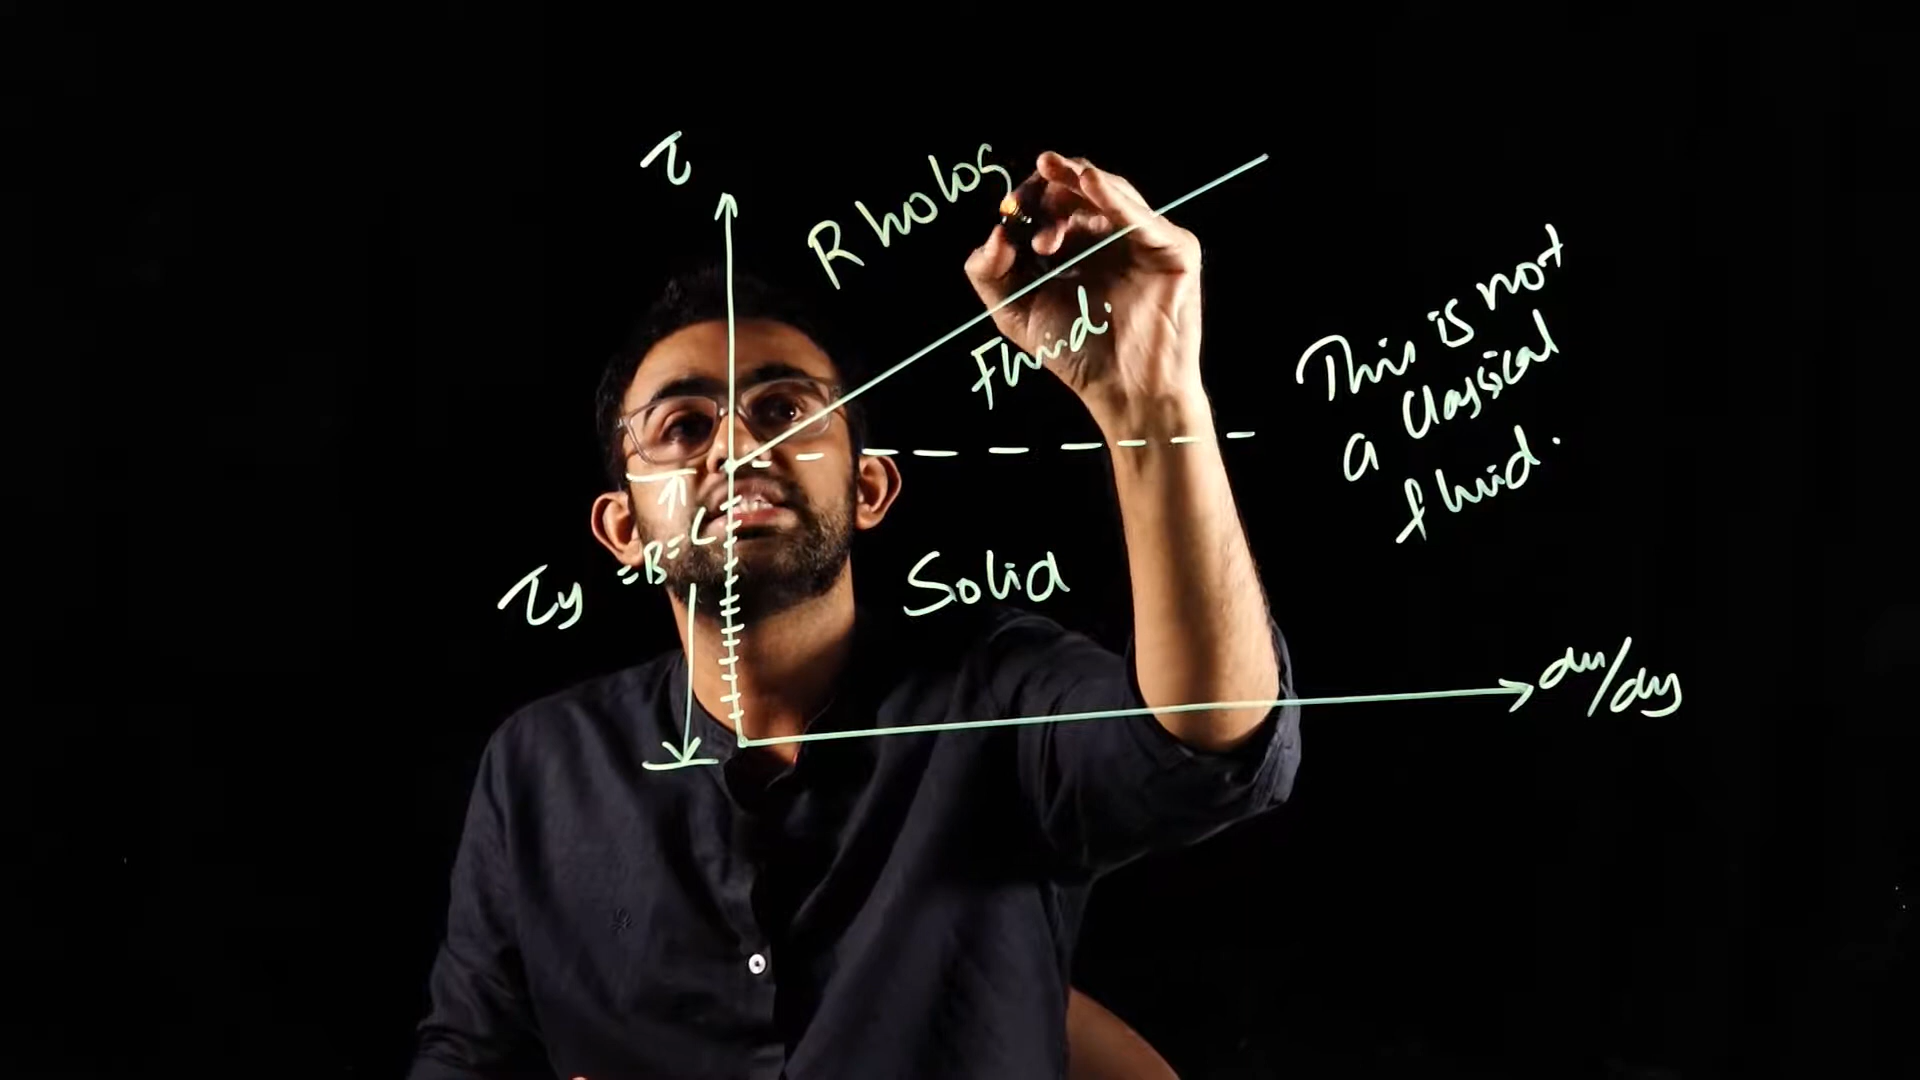 τ
Rholog
Fluid.
This is not
a classical
fluid.
τy = B = C
Solid
du/dy